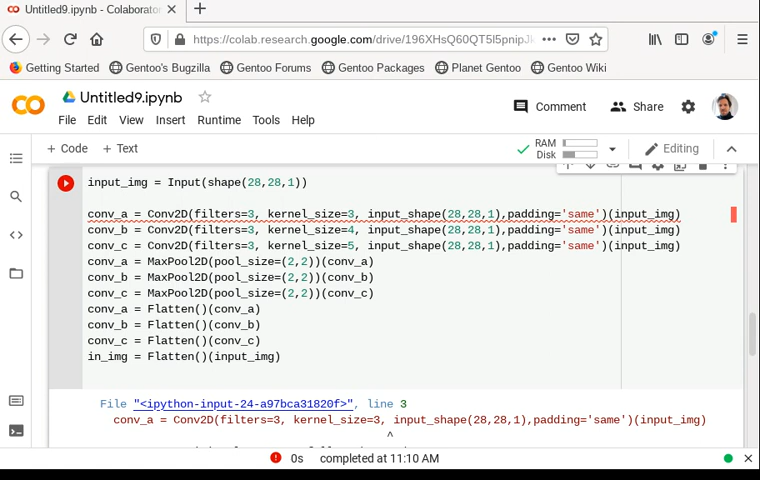 Untitled9.ipynb - Colaborator
https://colab.research.google.com/drive/196XHsQ60QT5l5pnipJ
Getting Started Gentoo's Bugzilla Gentoo Forums Gentoo Packages Planet Gentoo Gentoo Wiki
Untitled9.ipynb
Comment Share
File Edit View Insert Runtime Tools Help
+ Code + Text
RAM
Disk
Editing
input_img = Input(shape(28,28,1))
conv_a = Conv2D(filters=3, kernel_size=3, input_shape(28,28,1),padding='same')(input_img)
conv_b = Conv2D(filters=3, kernel_size=4, input_shape(28,28,1),padding='same')(input_img)
conv_c = Conv2D(filters=3, kernel_size=5, input_shape(28,28,1),padding='same')(input_img)
conv_a = MaxPool2D(pool_size=(2,2))(conv_a)
conv_b = MaxPool2D(pool_size=(2,2))(conv_b)
conv_c = MaxPool2D(pool_size=(2,2))(conv_c)
conv_a = Flatten()(conv_a)
conv_b = Flatten()(conv_b)
conv_c = Flatten()(conv_c)
in_img = Flatten()(input_img)
File "<ipython-input-24-a97bca31820f>", line 3
conv_a = Conv2D(filters=3, kernel_size=3, input_shape(28,28,1),padding='same')(input_img)
^
0s completed at 11:10 AM